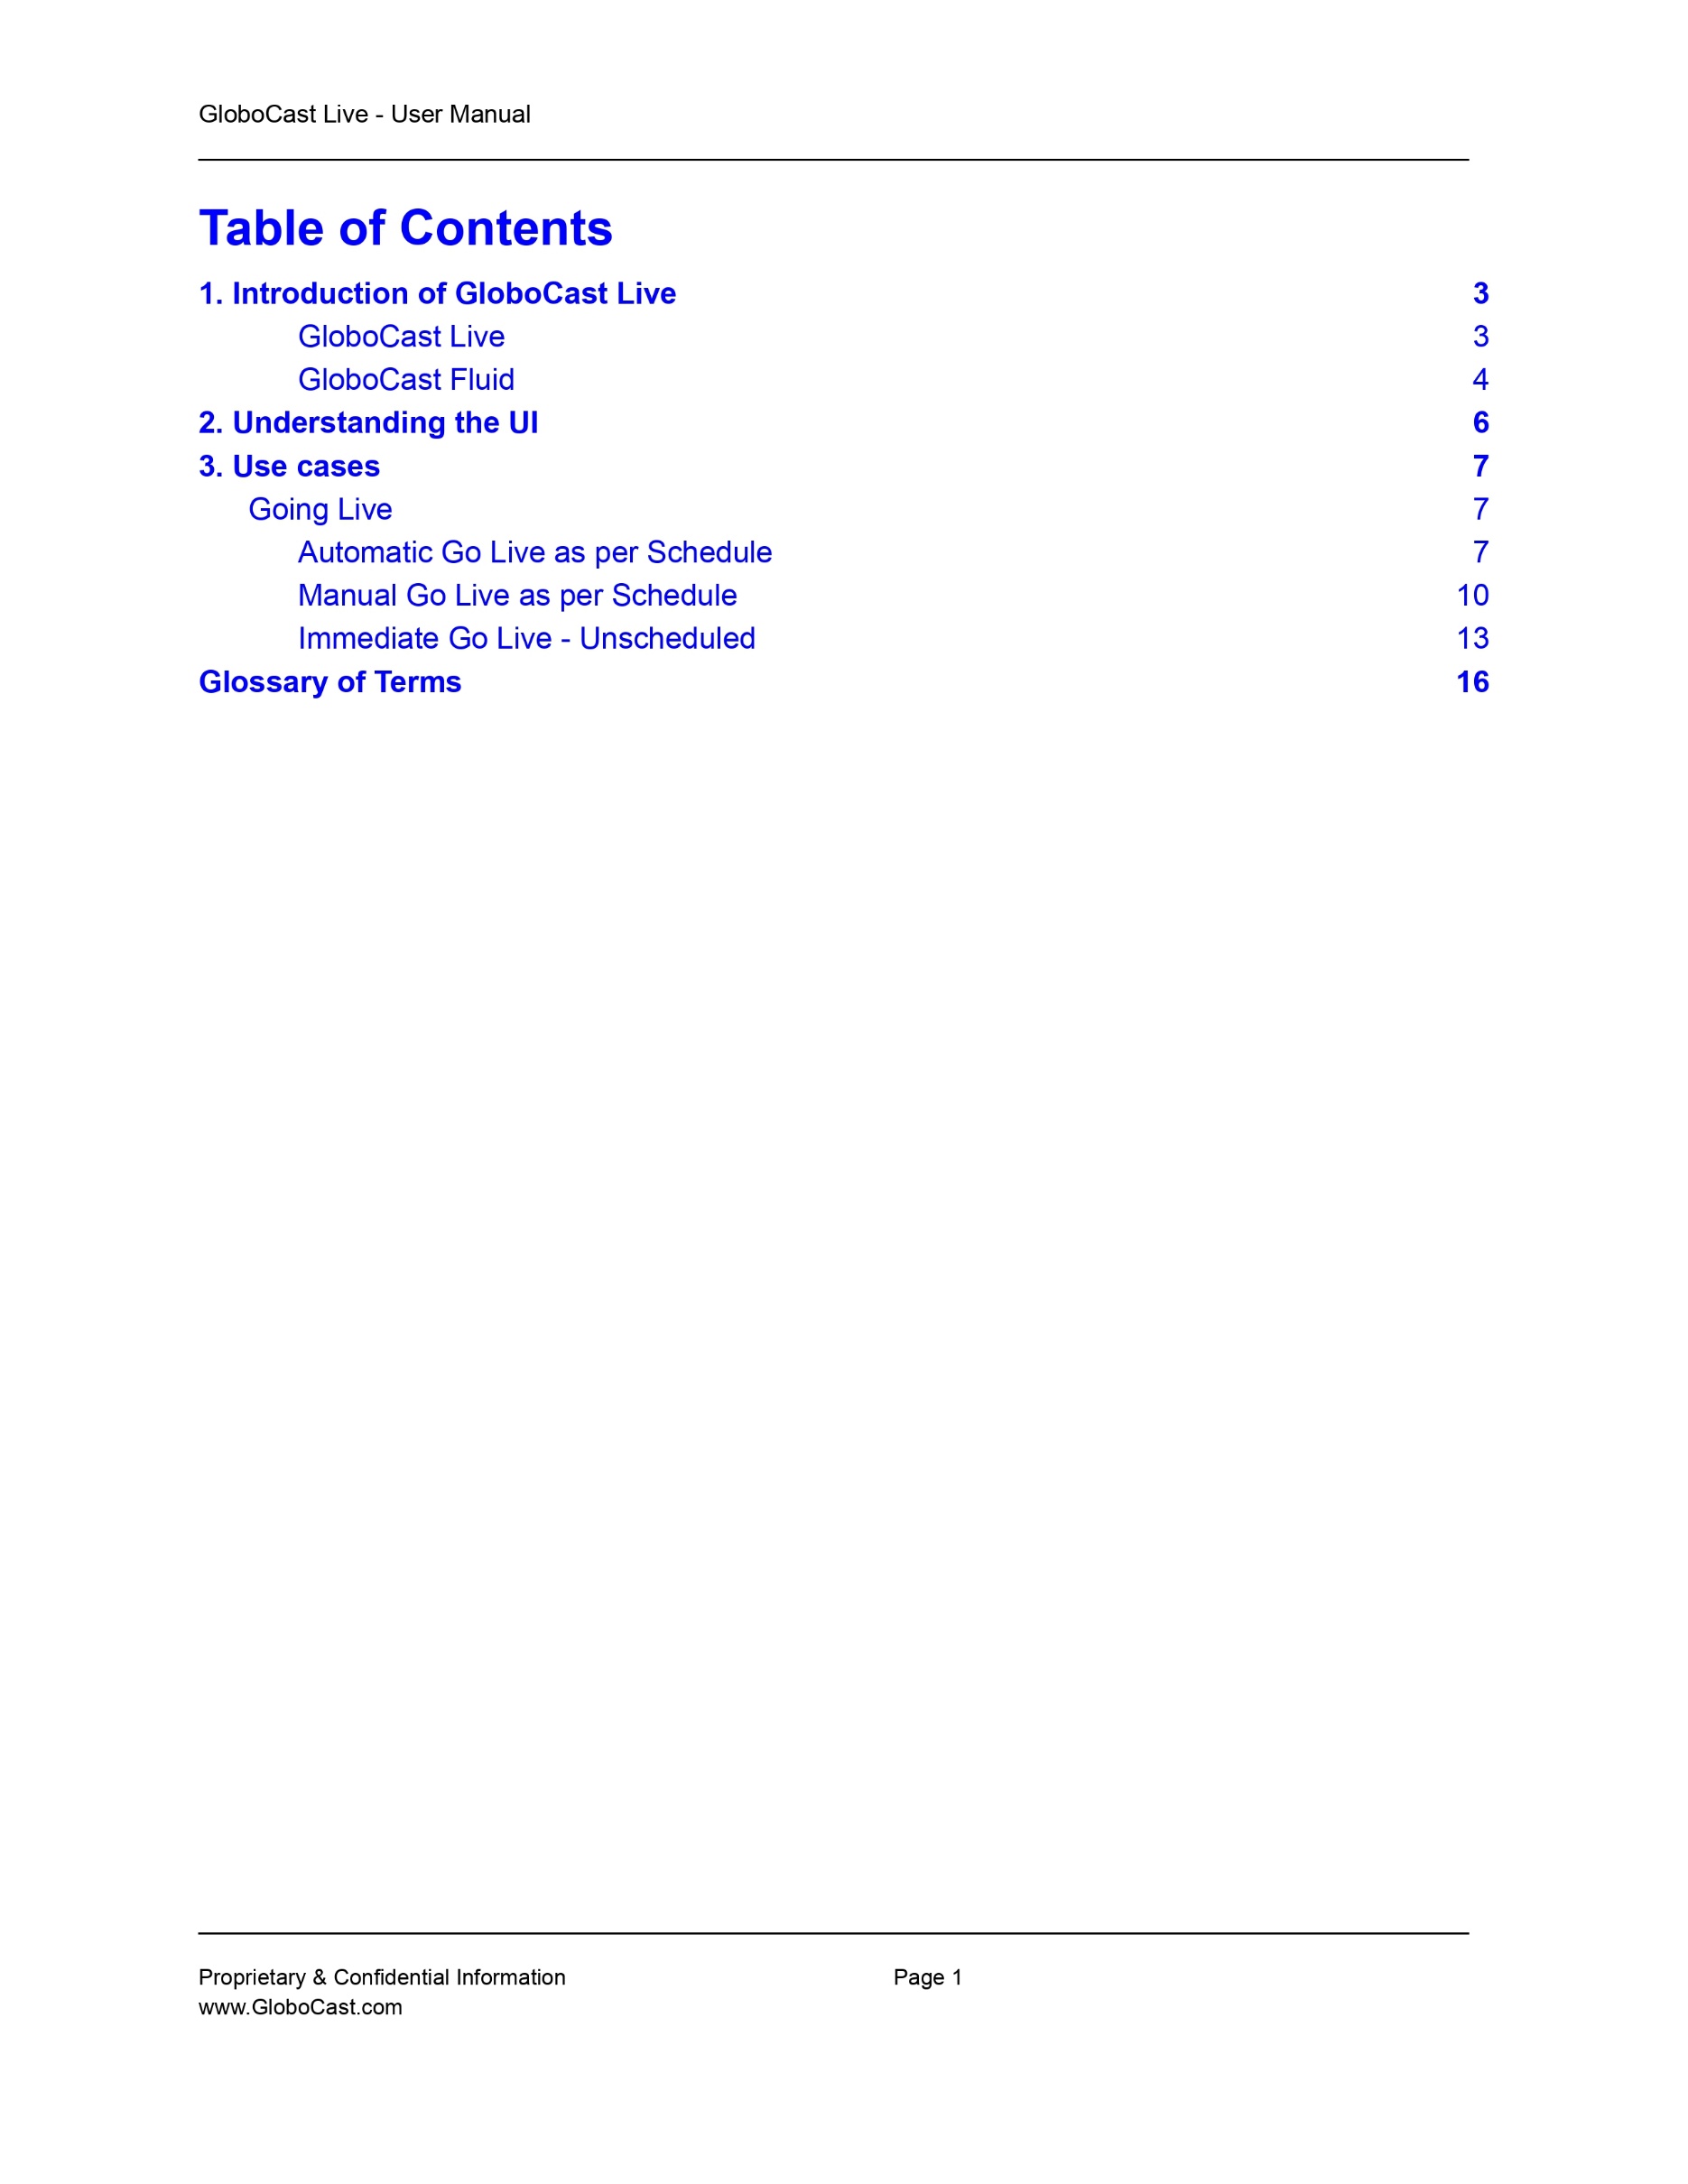 GloboCast Live - User Manual
Table of Contents
1. Introduction of GloboCast Live 3
GloboCast Live 3
GloboCast Fluid 4
2. Understanding the UI 6
3. Use cases 7
Going Live 7
Automatic Go Live as per Schedule 7
Manual Go Live as per Schedule 10
Immediate Go Live - Unscheduled 13
Glossary of Terms 16
Proprietary & Confidential Information Page 1
www.GloboCast.com